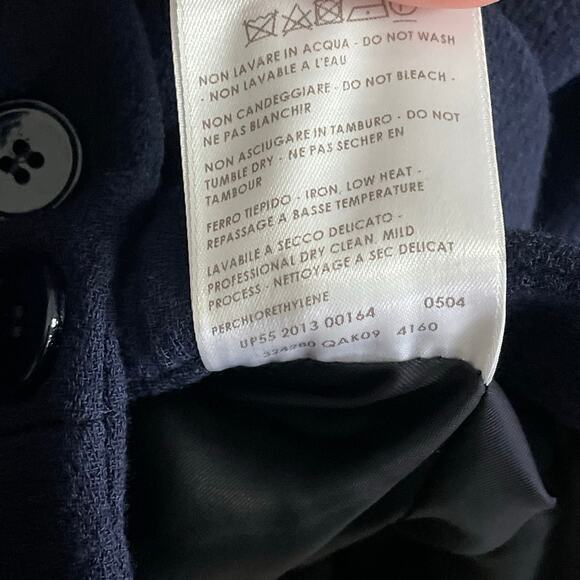 NON LAVARE IN ACQUA - DO NOT WASH
- NON LAVABLE A L'EAU
NON CANDEGGIARE - DO NOT BLEACH -
NE PAS BLANCHIR
NON ASCIUGARE IN TAMBURO - DO NOT
TUMBLE DRY - NE PAS SECHER EN
TAMBOUR
FERRO TIEPIDO - IRON, LOW HEAT -
REPASSAGE A BASSE TEMPERATURE
LAVABILE A SECCO DELICATO -
PROFESSIONAL DRY CLEAN. MILD
PROCESS - NETTOYAGE A SEC DELICAT
PERCHLORETHYLENE
UP55 2013 00164 0504
QAK09 4160